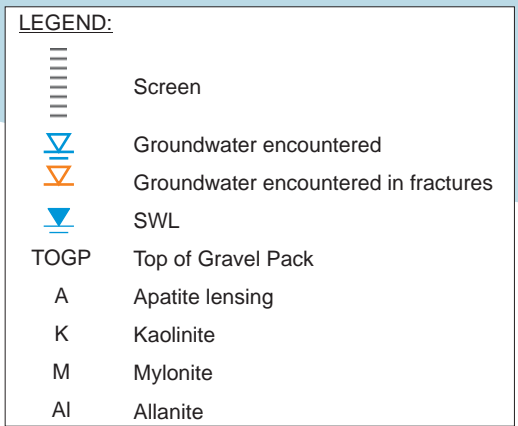 LEGEND:
Screen
Groundwater encountered
Groundwater encountered in fractures
SWL
TOGP Top of Gravel Pack
A Apatite lensing
K Kaolinite
M Mylonite
Al Allanite